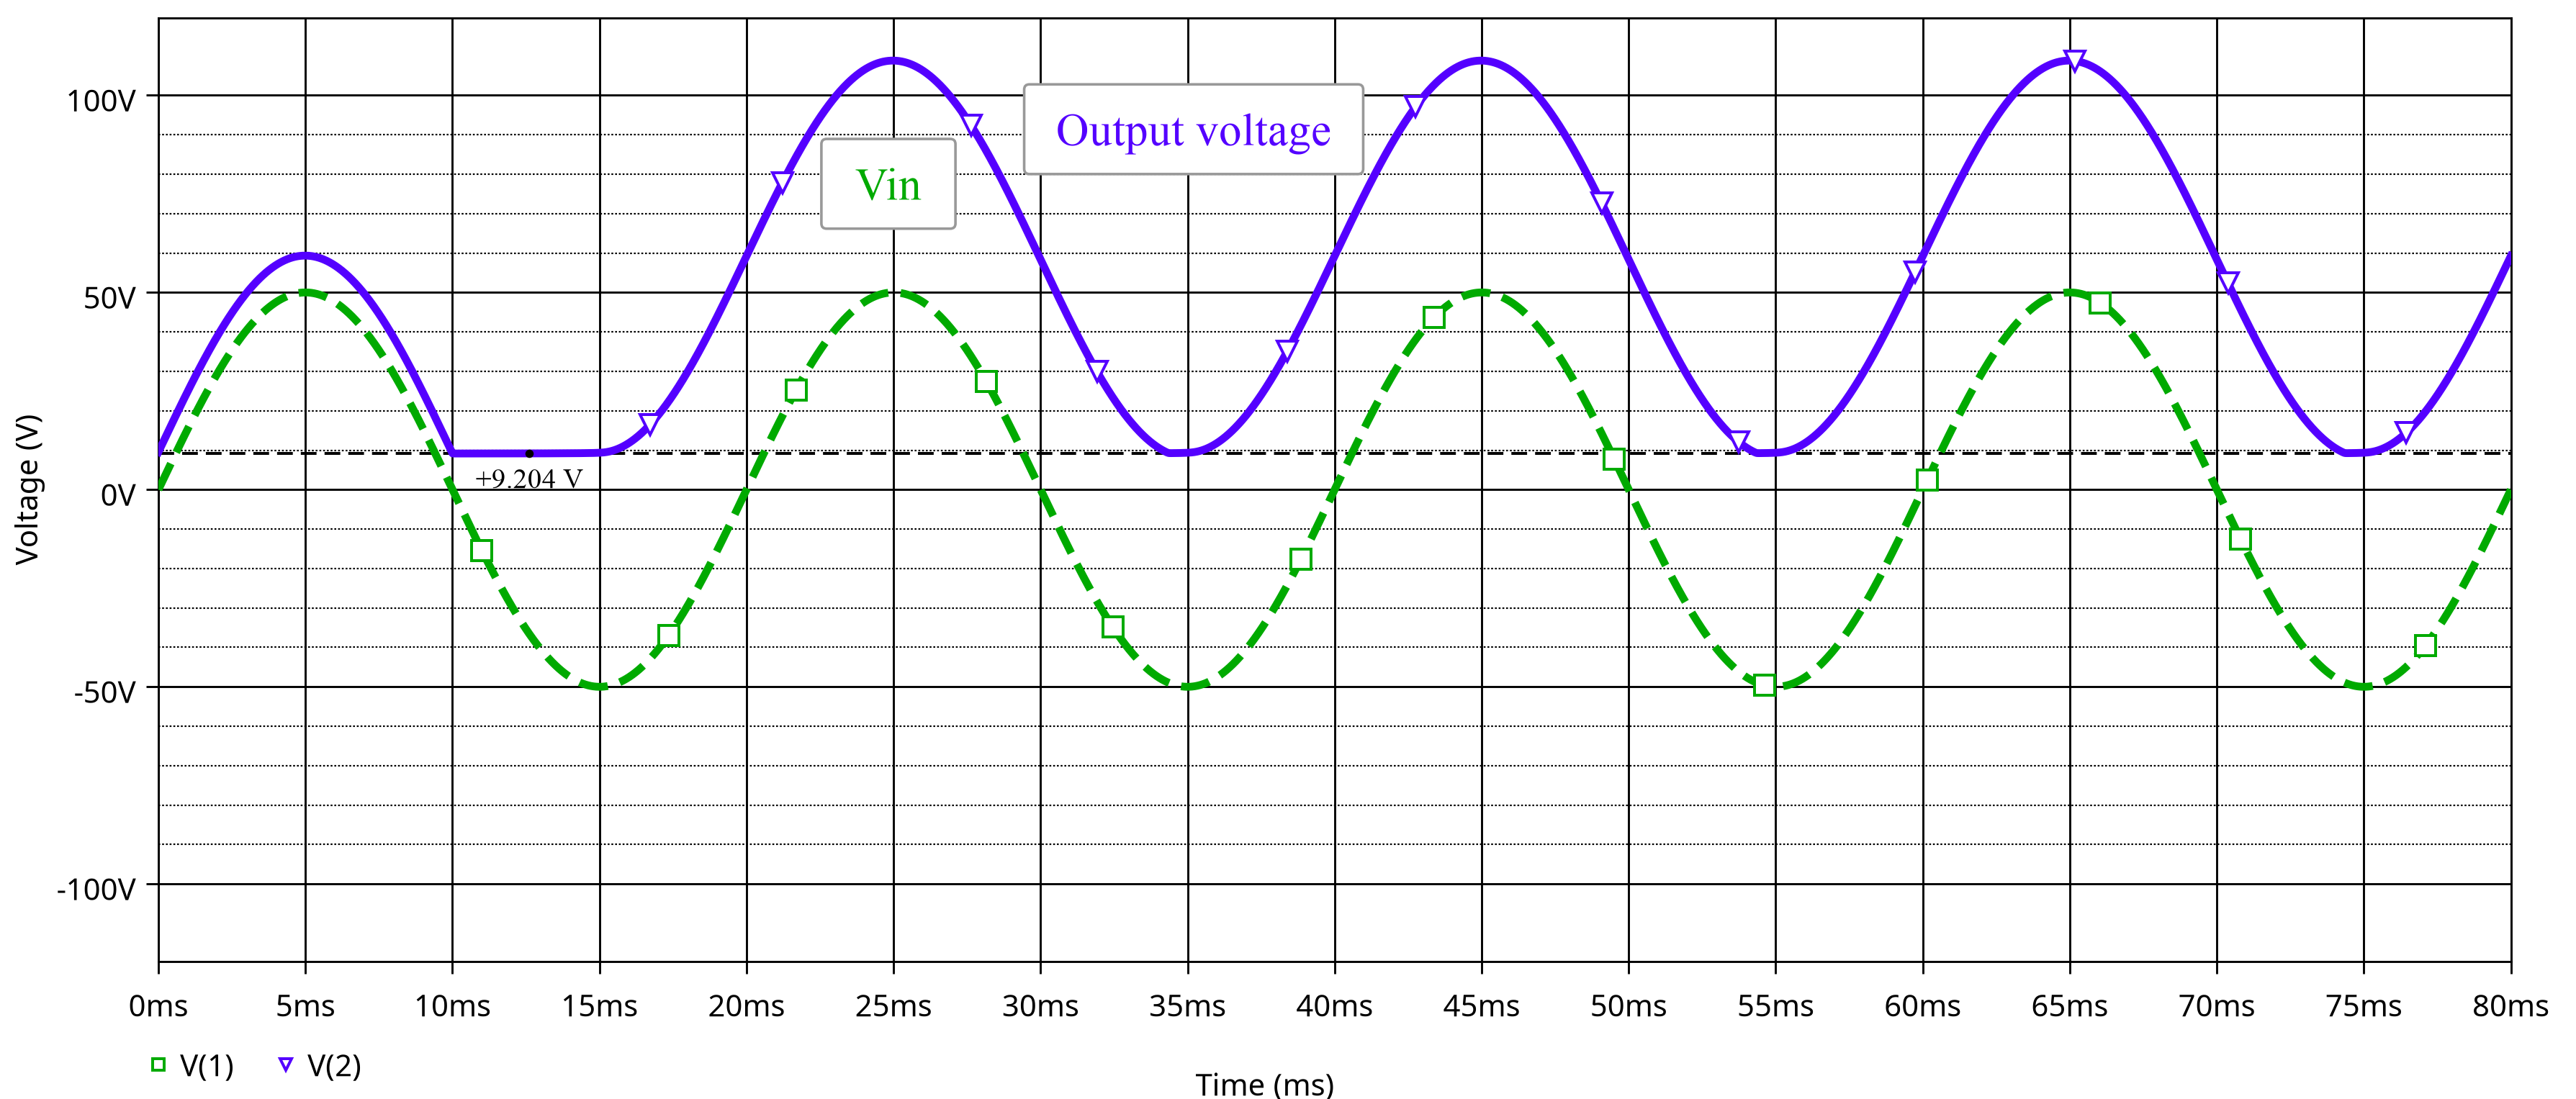 Voltage (V)
100V
50V
0V
-50V
-100V
Output voltage
Vin
+9.204 V
0ms 5ms 10ms 15ms 20ms 25ms 30ms 35ms 40ms 45ms 50ms 55ms 60ms 65ms 70ms 75ms 80ms
V(1) V(2)
Time (ms)